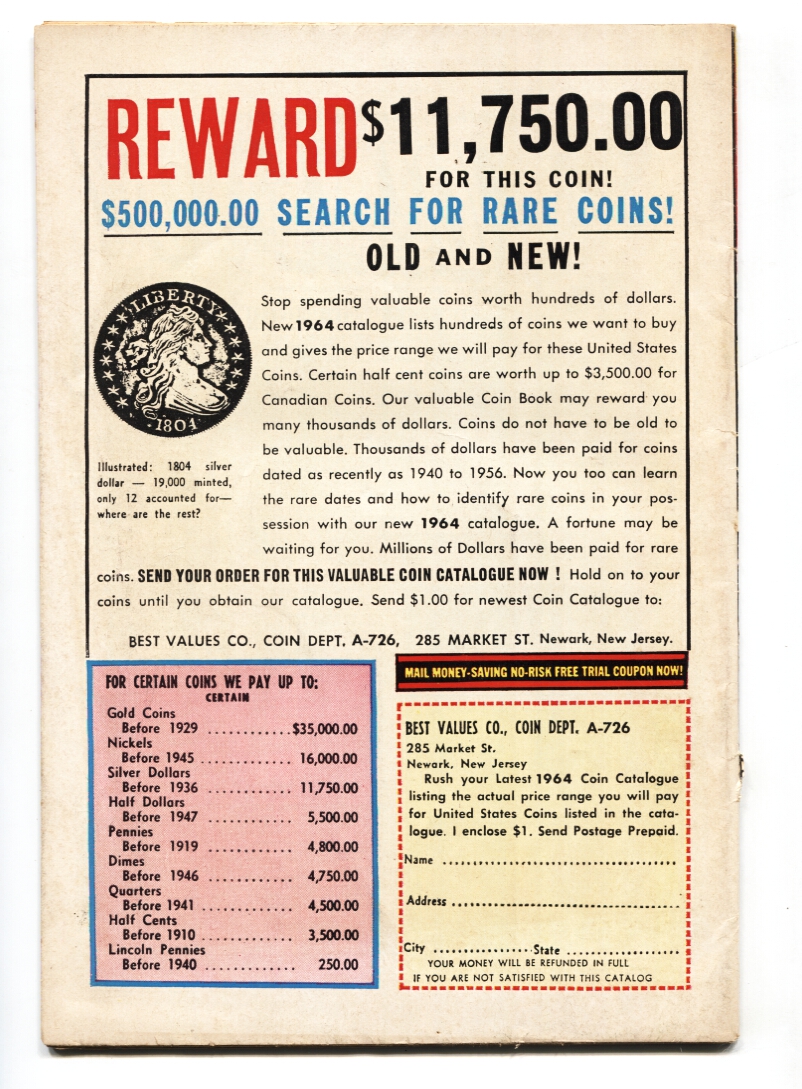 REWARD $11,750.00
FOR THIS COIN!
$500,000.00 SEARCH FOR RARE COINS!
OLD AND NEW!
LIBERTY
1804
Illustrated: 1804 silver
dollar — 19,000 minted,
only 12 accounted for—
where are the rest?
Stop spending valuable coins worth hundreds of dollars.
New 1964 catalogue lists hundreds of coins we want to buy
and gives the price range we will pay for these United States
Coins. Certain half cent coins are worth up to $3,500.00 for
Canadian Coins. Our valuable Coin Book may reward you
many thousands of dollars. Coins do not have to be old to
be valuable. Thousands of dollars have been paid for coins
dated as recently as 1940 to 1956. Now you too can learn
the rare dates and how to identify rare coins in your pos-
session with our new 1964 catalogue. A fortune may be
waiting for you. Millions of Dollars have been paid for rare
coins. SEND YOUR ORDER FOR THIS VALUABLE COIN CATALOGUE NOW ! Hold on to your
coins until you obtain our catalogue. Send $1.00 for newest Coin Catalogue to:
BEST VALUES CO., COIN DEPT. A-726, 285 MARKET ST. Newark, New Jersey.
FOR CERTAIN COINS WE PAY UP TO:
CERTAIN
Gold Coins
Before 1929 ............$35,000.00
Nickels
Before 1945 ............. 16,000.00
Silver Dollars
Before 1936 ............ 11,750.00
Half Dollars
Before 1947 ............ 5,500.00
Pennies
Before 1919 ............ 4,800.00
Dimes
Before 1946 ............ 4,750.00
Quarters
Before 1941 ............. 4,500.00
Half Cents
Before 1910 ............ 3,500.00
Lincoln Pennies
Before 1940 ............. 250.00
MAIL MONEY-SAVING NO-RISK FREE TRIAL COUPON NOW!
BEST VALUES CO., COIN DEPT. A-726
285 Market St.
Newark, New Jersey
Rush your Latest 1964 Coin Catalogue
listing the actual price range you will pay
for United States Coins listed in the cata-
logue. I enclose $1. Send Postage Prepaid.
Name ......................................
Address .....................................
City ................State ...................
YOUR MONEY WILL BE REFUNDED IN FULL
IF YOU ARE NOT SATISFIED WITH THIS CATALOG